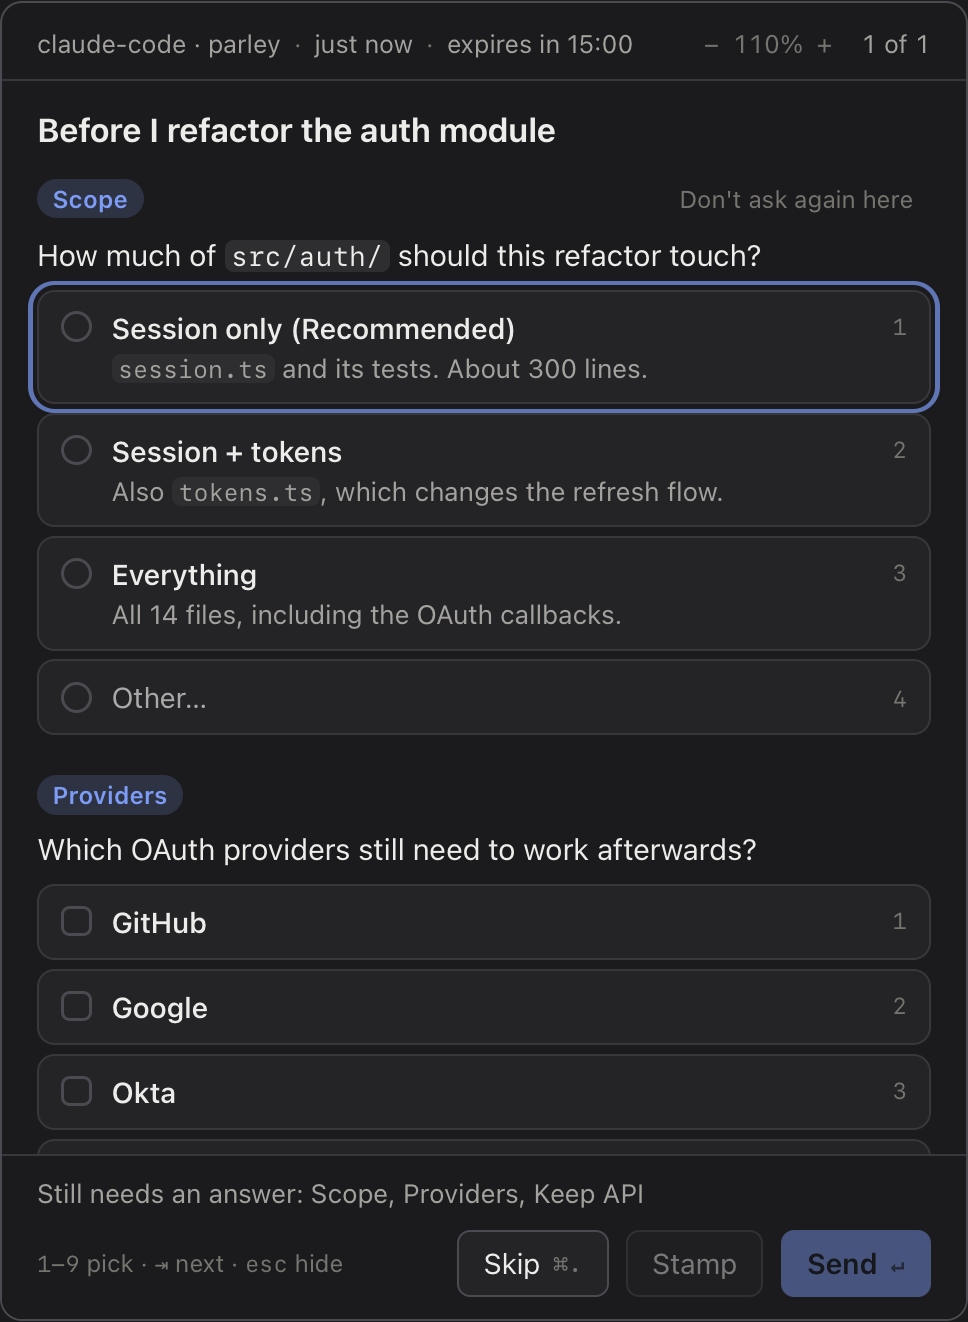 claude-code · parley · just now · expires in 15:00 − 110% + 1 of 1
Before I refactor the auth module
Scope Don't ask again here
How much of src/auth/ should this refactor touch?
Session only (Recommended) 1
session.ts and its tests. About 300 lines.
Session + tokens 2
Also tokens.ts, which changes the refresh flow.
Everything 3
All 14 files, including the OAuth callbacks.
Other... 4
Providers
Which OAuth providers still need to work afterwards?
GitHub 1
Google 2
Okta 3
Still needs an answer: Scope, Providers, Keep API
1–9 pick · ⇥ next · esc hide Skip ⌘. Stamp Send ↵